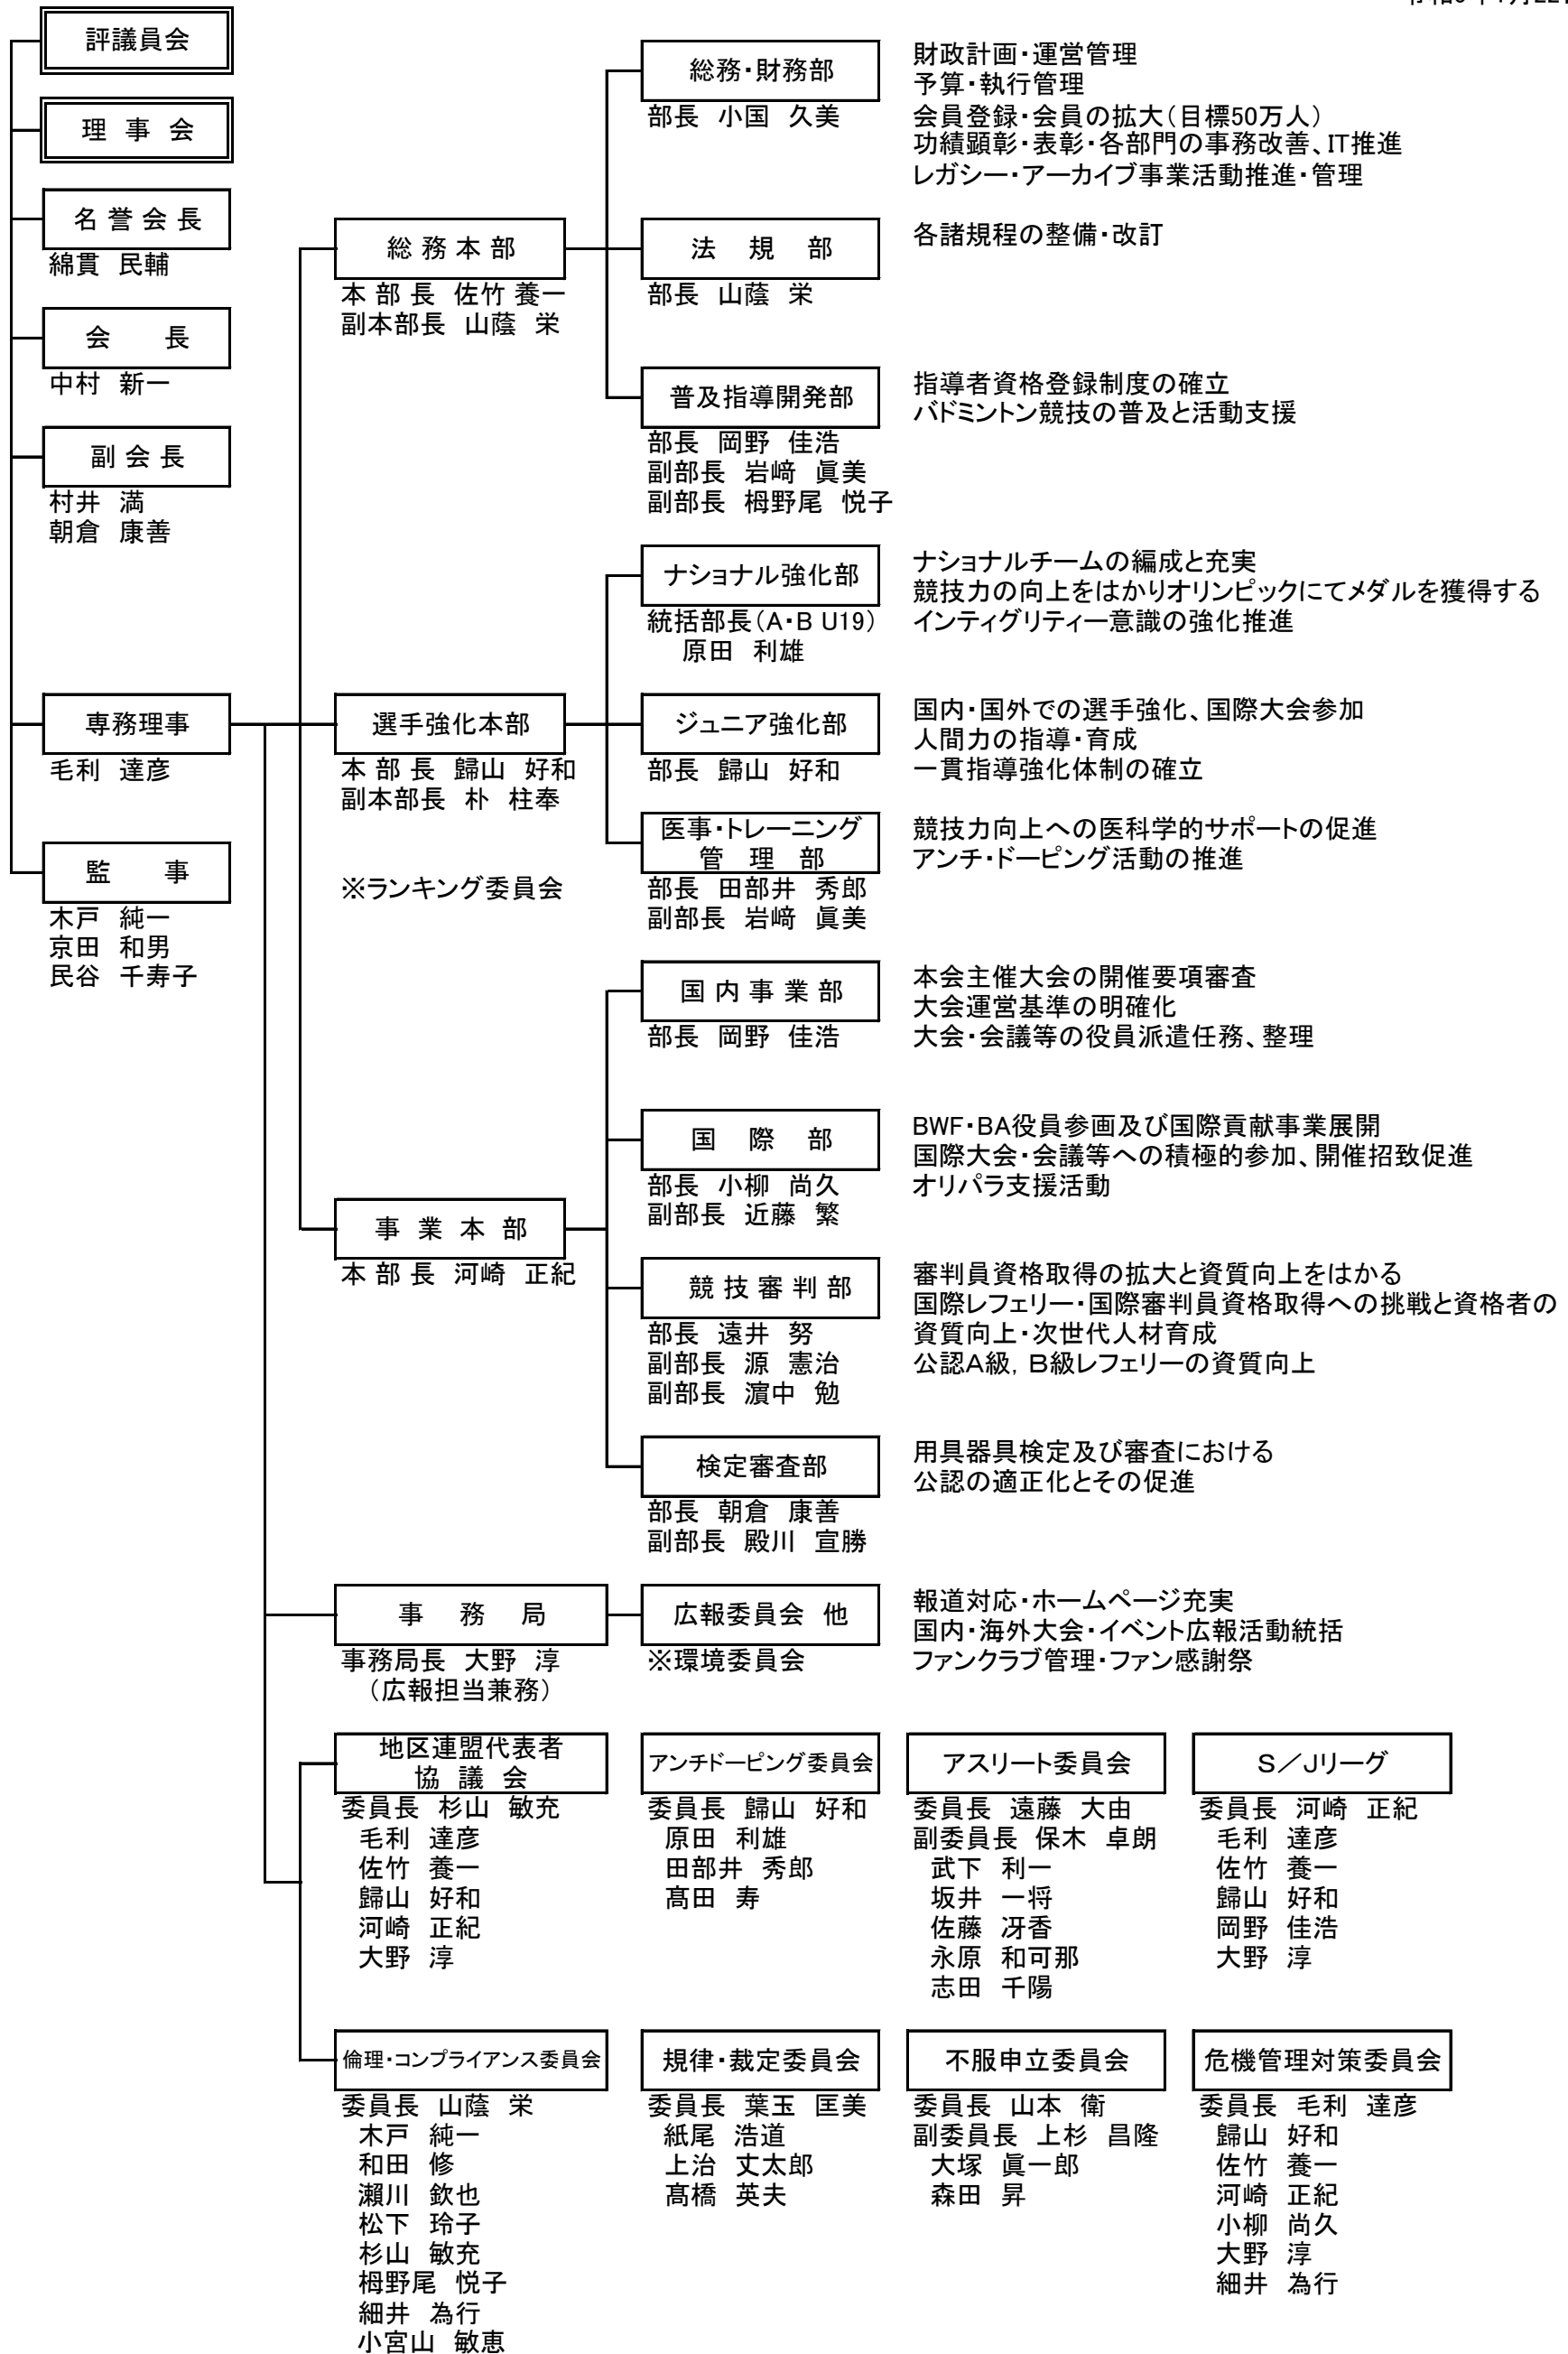 評議員会
理事会
名誉会長
綿貫 民輔
会長
中村 新一
副会長
村井 満
朝倉 康善
専務理事
毛利 達彦
監事
木戸 純一
京田 和男
民谷 千寿子
総務本部
本部長 佐竹 養一
副本部長 山蔭 栄
総務・財務部
部長 小国 久美
財政計画・運営管理
予算・執行管理
会員登録・会員の拡大(目標50万人)
功績顕彰・表彰・各部門の事務改善、IT推進
レガシー・アーカイブ事業活動推進・管理
法規部
部長 山蔭 栄
各諸規程の整備・改訂
普及指導開発部
部長 岡野 佳浩
副部長 岩﨑 眞美
副部長 栂野尾 悦子
指導者資格登録制度の確立
バドミントン競技の普及と活動支援
選手強化本部
本部長 歸山 好和
副本部長 朴 柱奉
※ランキング委員会
ナショナル強化部
統括部長(A・B U19)
原田 利雄
ナショナルチームの編成と充実
競技力の向上をはかりオリンピックにてメダルを獲得する
インティグリティー意識の強化推進
ジュニア強化部
部長 歸山 好和
国内・国外での選手強化、国際大会参加
人間力の指導・育成
一貫指導強化体制の確立
医事・トレーニング
管理部
部長 田部井 秀郎
副部長 岩﨑 眞美
競技力向上への医科学的サポートの促進
アンチ・ドーピング活動の推進
事業本部
本部長 河崎 正紀
国内事業部
部長 岡野 佳浩
本会主催大会の開催要項審査
大会運営基準の明確化
大会・会議等の役員派遣任務、整理
国際部
部長 小柳 尚久
副部長 近藤 繁
BWF・BA役員参画及び国際貢献事業展開
国際大会・会議等への積極的参加、開催招致促進
オリパラ支援活動
競技審判部
部長 遠井 努
副部長 源 憲治
副部長 濵中 勉
審判員資格取得の拡大と資質向上をはかる
国際レフェリー・国際審判員資格取得への挑戦と資格者の
資質向上・次世代人材育成
公認A級, B級レフェリーの資質向上
検定審査部
部長 朝倉 康善
副部長 殿川 宣勝
用具器具検定及び審査における
公認の適正化とその促進
事務局
事務局長 大野 淳
(広報担当兼務)
広報委員会 他
※環境委員会
報道対応・ホームページ充実
国内・海外大会・イベント広報活動統括
ファンクラブ管理・ファン感謝祭
地区連盟代表者
協議会
委員長 杉山 敏充
毛利 達彦
佐竹 養一
歸山 好和
河崎 正紀
大野 淳
アンチドーピング委員会
委員長 歸山 好和
原田 利雄
田部井 秀郎
髙田 寿
アスリート委員会
委員長 遠藤 大由
副委員長 保木 卓朗
武下 利一
坂井 一将
佐藤 冴香
永原 和可那
志田 千陽
S/Jリーグ
委員長 河崎 正紀
毛利 達彦
佐竹 養一
歸山 好和
岡野 佳浩
大野 淳
倫理・コンプライアンス委員会
委員長 山蔭 栄
木戸 純一
和田 修
瀨川 欽也
松下 玲子
杉山 敏充
栂野尾 悦子
細井 為行
小宮山 敏恵
規律・裁定委員会
委員長 葉玉 匡美
紙尾 浩道
上治 丈太郎
髙橋 英夫
不服申立委員会
委員長 山本 衛
副委員長 上杉 昌隆
大塚 眞一郎
森田 昇
危機管理対策委員会
委員長 毛利 達彦
歸山 好和
佐竹 養一
河崎 正紀
小柳 尚久
大野 淳
細井 為行